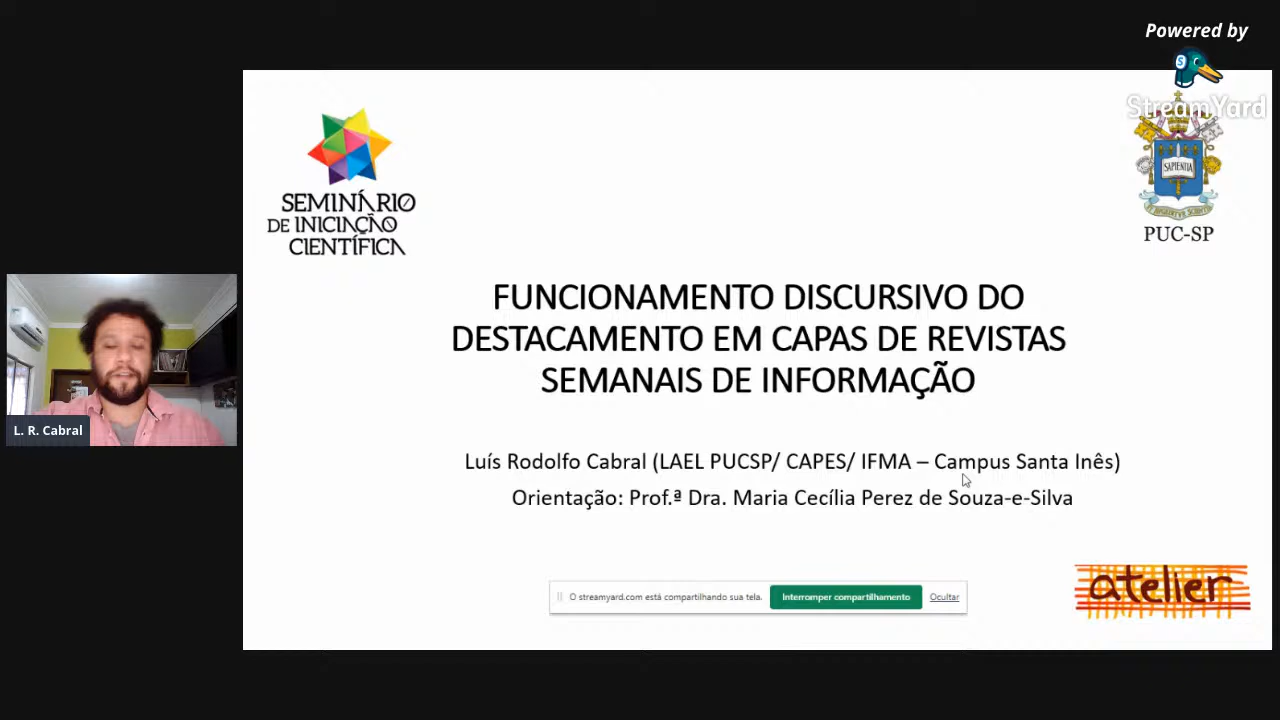 Powered by
StreamYard
SEMINÁRIO
DE INICIAÇÃO
CIENTÍFICA
SAPIENTIA
PUC-SP
FUNCIONAMENTO DISCURSIVO DO
DESTACAMENTO EM CAPAS DE REVISTAS
SEMANAIS DE INFORMAÇÃO
L. R. Cabral
Luís Rodolfo Cabral (LAEL PUCSP/ CAPES/ IFMA – Campus Santa Inês)
Orientação: Prof.ª Dra. Maria Cecília Perez de Souza-e-Silva
O streamyard.com está compartilhando sua tela. Interromper compartilhamento Ocultar
atelier